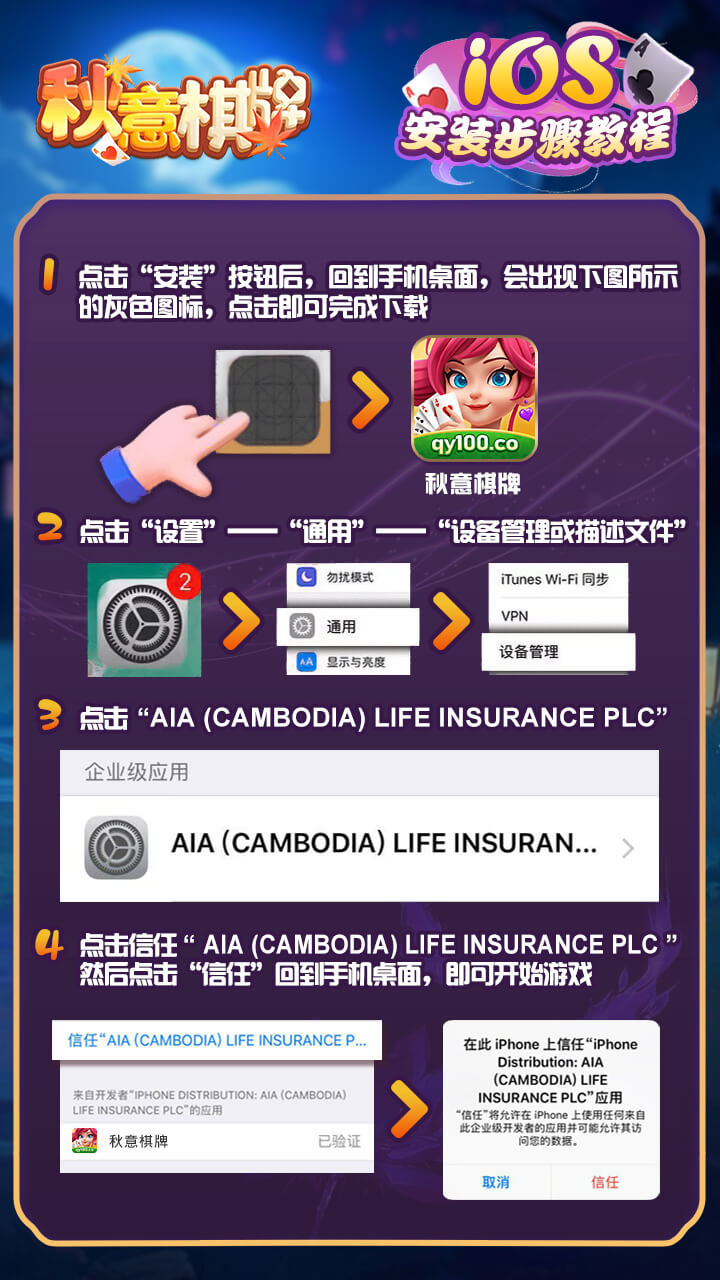 秋意棋牌
iOS
安装步骤教程
1 点击“安装”按钮后，回到手机桌面，会出现下图所示
的灰色图标，点击即可完成下载
qy100.co
秋意棋牌
2 点击“设置”——“通用”——“设备管理或描述文件”
2
勿扰模式
通用
AA 显示与亮度
iTunes Wi-Fi 同步
VPN
设备管理
3 点击“AIA (CAMBODIA) LIFE INSURANCE PLC”
企业级应用
AIA (CAMBODIA) LIFE INSURAN...
4 点击信任“ AIA (CAMBODIA) LIFE INSURANCE PLC ”
然后点击“信任”回到手机桌面，即可开始游戏
信任“AIA (CAMBODIA) LIFE INSURANCE P...
来自开发者“IPHONE DISTRIBUTION: AIA (CAMBODIA)
LIFE INSURANCE PLC”的应用
qy100.co
秋意棋牌 已验证
在此 iPhone 上信任“iPhone
Distribution: AIA
(CAMBODIA) LIFE
INSURANCE PLC”应用
“信任”将允许在 iPhone 上使用任何来自
此企业级开发者的应用并可能允许其访
问您的数据。
取消 信任